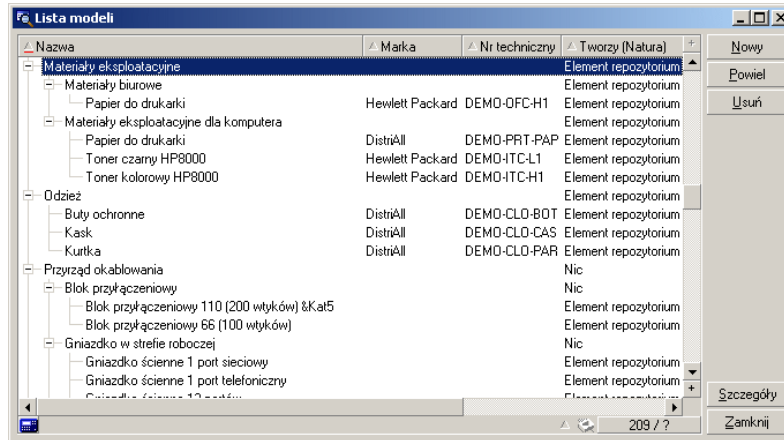 Lista modeli
Nazwa Marka Nr techniczny Tworzy (Natura)
Nowy
Powiel
Usuń
Materiały eksploatacyjne Element repozytorium
Materiały biurowe Element repozytorium
Papier do drukarki Hewlett Packard DEMO-OFC-H1 Element repozytorium
Materiały eksploatacyjne dla komputera Element repozytorium
Papier do drukarki DistriAll DEMO-PRT-PAP Element repozytorium
Toner czarny HP8000 Hewlett Packard DEMO-ITC-L1 Element repozytorium
Toner kolorowy HP8000 Hewlett Packard DEMO-ITC-H1 Element repozytorium
Odzież Element repozytorium
Buty ochronne DistriAll DEMO-CLO-BOT Element repozytorium
Kask DistriAll DEMO-CLO-CAS Element repozytorium
Kurtka DistriAll DEMO-CLO-PAR Element repozytorium
Przyrząd okablowania Nic
Blok przyłączeniowy Nic
Blok przyłączeniowy 110 (200 wtyków) &Kat5 Element repozytorium
Blok przyłączeniowy 66 (100 wtyków) Element repozytorium
Gniazdko w strefie roboczej Nic
Gniazdko ścienne 1 port sieciowy Element repozytorium
Gniazdko ścienne 1 port telefoniczny Element repozytorium
Szczegóły
209 / ?
Zamknij